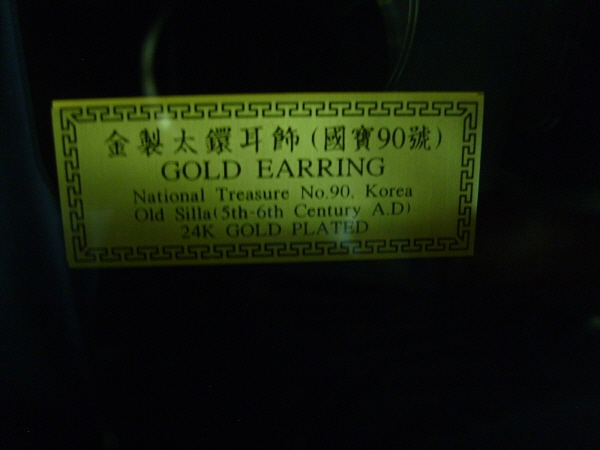 金製太鐶耳飾(國寶90號)
GOLD EARRING
National Treasure No.90, Korea
Old Silla(5th-6th Century A.D)
24K GOLD PLATED